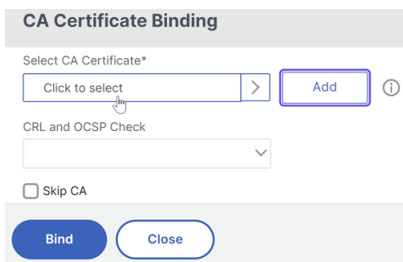 CA Certificate Binding
Select CA Certificate*
Click to select
Add
CRL and OCSP Check
Skip CA
Bind
Close